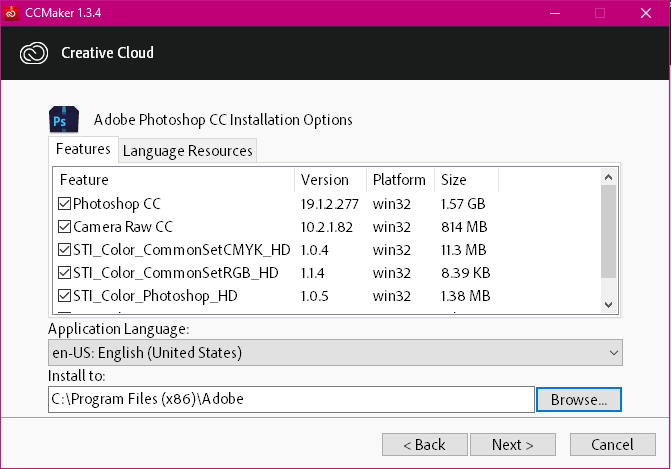 CCMaker 1.3.4
Creative Cloud
Ps Adobe Photoshop CC Installation Options
Features Language Resources
Feature Version Platform Size
Photoshop CC 19.1.2.277 win32 1.57 GB
Camera Raw CC 10.2.1.82 win32 814 MB
STI_Color_CommonSetCMYK_HD 1.0.4 win32 11.3 MB
STI_Color_CommonSetRGB_HD 1.1.4 win32 8.39 KB
STI_Color_Photoshop_HD 1.0.5 win32 1.38 MB
Application Language:
en-US: English (United States)
Install to:
C:\Program Files (x86)\Adobe Browse...
< Back Next > Cancel